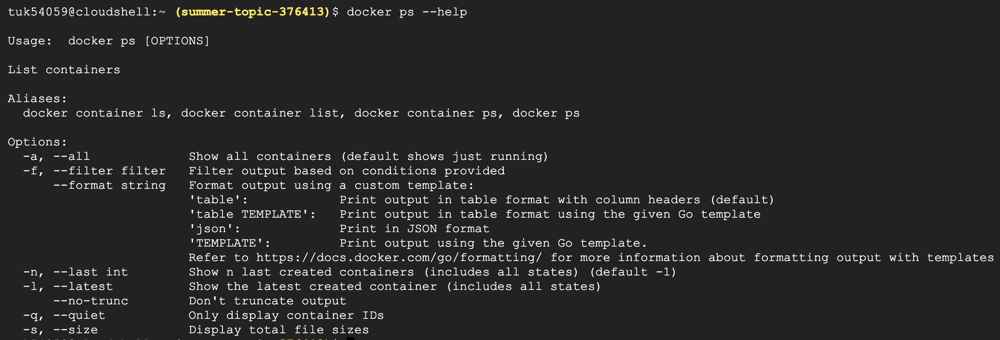 tuk54059@cloudshell:~ (summer-topic-376413)$ docker ps --help
Usage:  docker ps [OPTIONS]
List containers
Aliases:
  docker container ls, docker container list, docker container ps, docker ps
Options:
  -a, --all             Show all containers (default shows just running)
  -f, --filter filter   Filter output based on conditions provided
      --format string   Format output using a custom template:
                        'table':            Print output in table format with column headers (default)
                        'table TEMPLATE':   Print output in table format using the given Go template
                        'json':             Print in JSON format
                        'TEMPLATE':         Print output using the given Go template.
                        Refer to https://docs.docker.com/go/formatting/ for more information about formatting output with templates
  -n, --last int        Show n last created containers (includes all states) (default -1)
  -l, --latest          Show the latest created container (includes all states)
      --no-trunc        Don't truncate output
  -q, --quiet           Only display container IDs
  -s, --size            Display total file sizes